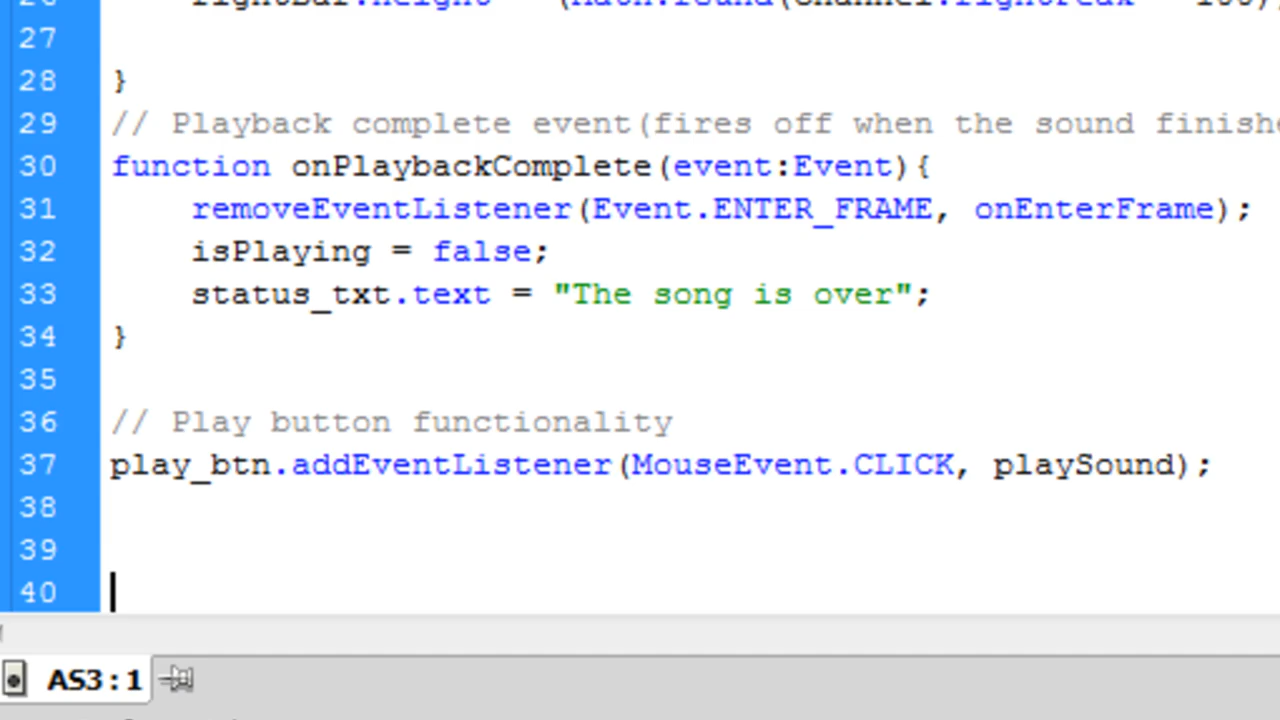 27
28 }
29 // Playback complete event(fires off when the sound
30 function onPlaybackComplete(event:Event){
31 removeEventListener(Event.ENTER_FRAME, onEnterFrame);
32 isPlaying = false;
33 status_txt.text = "The song is over";
34 }
35
36 // Play button functionality
37 play_btn.addEventListener(MouseEvent.CLICK, playSound);
38
39
40
AS3:1